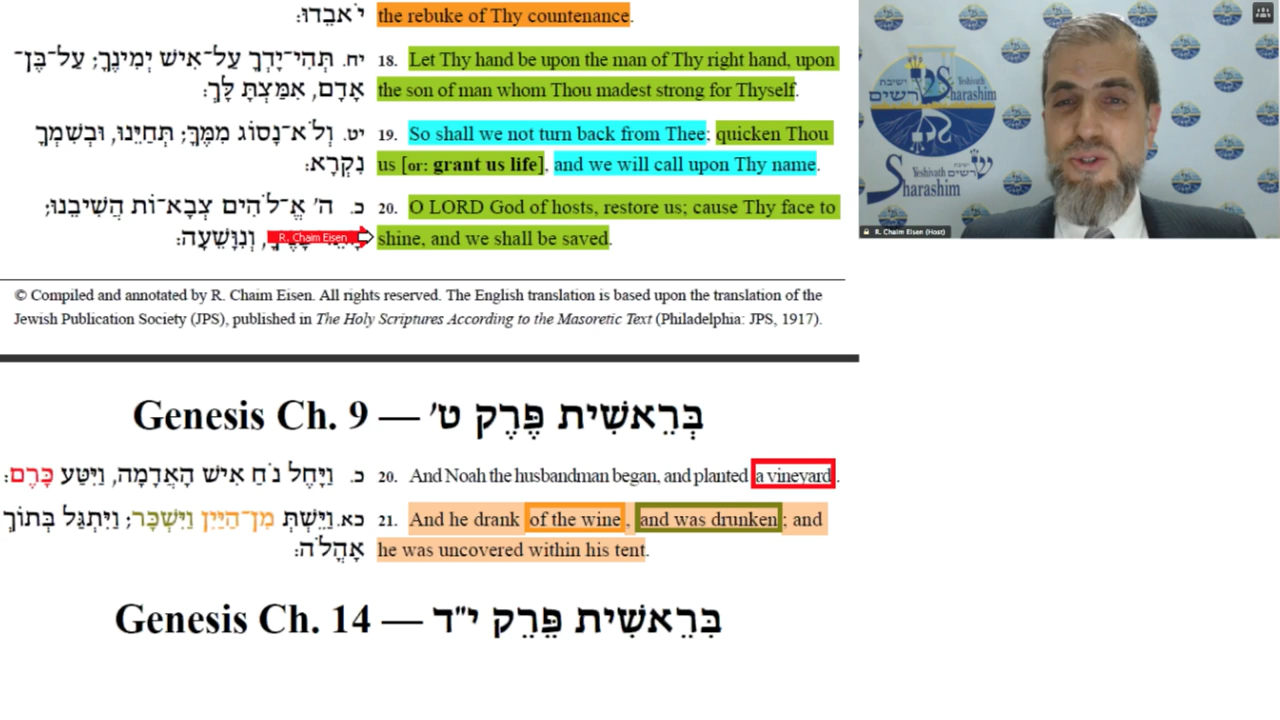 יֹאבֵדוּ׃ the rebuke of Thy countenance.
יח. תְּהִי־יָדְךָ עַל־אִישׁ יְמִינֶךָ; עַל־בֶּן־ 18. Let Thy hand be upon the man of Thy right hand, upon
אָדָם, אִמַּצְתָּ לָּךְ׃ the son of man whom Thou madest strong for Thyself.
יט. וְלֹא־נָסוֹג מִמֶּךָּ; תְּחַיֵּנוּ, וּבְשִׁמְךָ 19. So shall we not turn back from Thee; quicken Thou
נִקְרָא׃ us [or: grant us life], and we will call upon Thy name.
כ. ה' אֱ־לֹהִים צְבָא־וֹת הֲשִׁיבֵנוּ; 20. O LORD God of hosts, restore us; cause Thy face to
וְנִוָּשֵׁעָה׃ R. Chaim Eisen shine, and we shall be saved.
© Compiled and annotated by R. Chaim Eisen. All rights reserved. The English translation is based upon the translation of the
Jewish Publication Society (JPS), published in The Holy Scriptures According to the Masoretic Text (Philadelphia: JPS, 1917).
Genesis Ch. 9 — בְּרֵאשִׁית פֶּרֶק ט'
כ. וַיָּחֶל נֹחַ אִישׁ הָאֲדָמָה, וַיִּטַּע כָּרֶם׃ 20. And Noah the husbandman began, and planted a vineyard.
כא. וַיֵּשְׁתְּ מִן־הַיַּיִן וַיִּשְׁכָּר; וַיִּתְגַּל בְּתוֹךְ 21. And he drank of the wine, and was drunken; and
אָהֳלֹה׃ he was uncovered within his tent.
Genesis Ch. 14 — בְּרֵאשִׁית פֶּרֶק י"ד
ישיבת שרשים
Yeshivath Sharashim
ישיבת שרשים
Yeshivath Sharashim
R. Chaim Eisen (Host)